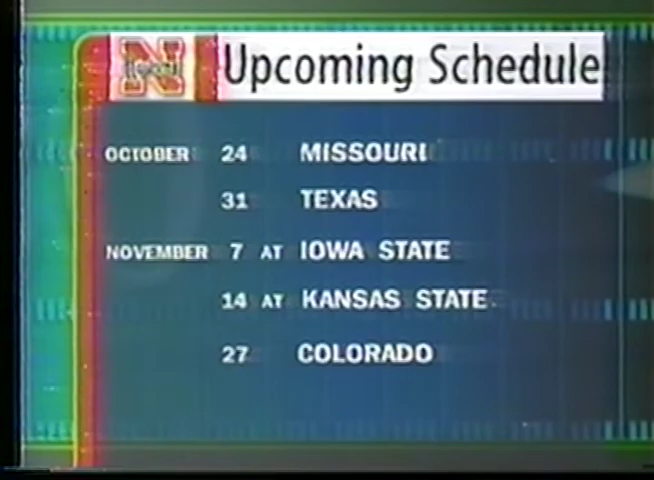 N
Upcoming Schedule
OCTOBER 24 MISSOURI
31 TEXAS
NOVEMBER 7 AT IOWA STATE
14 AT KANSAS STATE
27 COLORADO